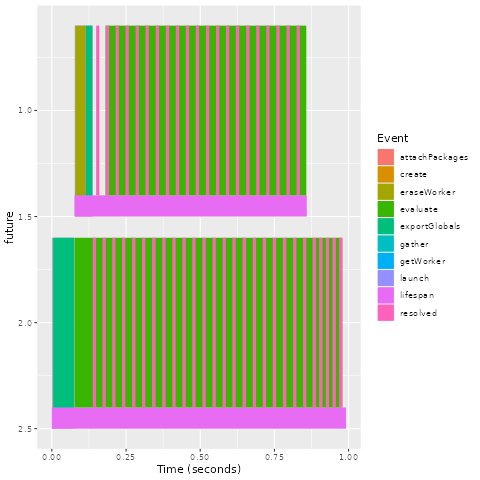 1.0
1.5
2.0
2.5
future
0.00
0.25
0.50
0.75
1.00
Time (seconds)
Event
attachPackages
create
eraseWorker
evaluate
exportGlobals
gather
getWorker
launch
lifespan
resolved